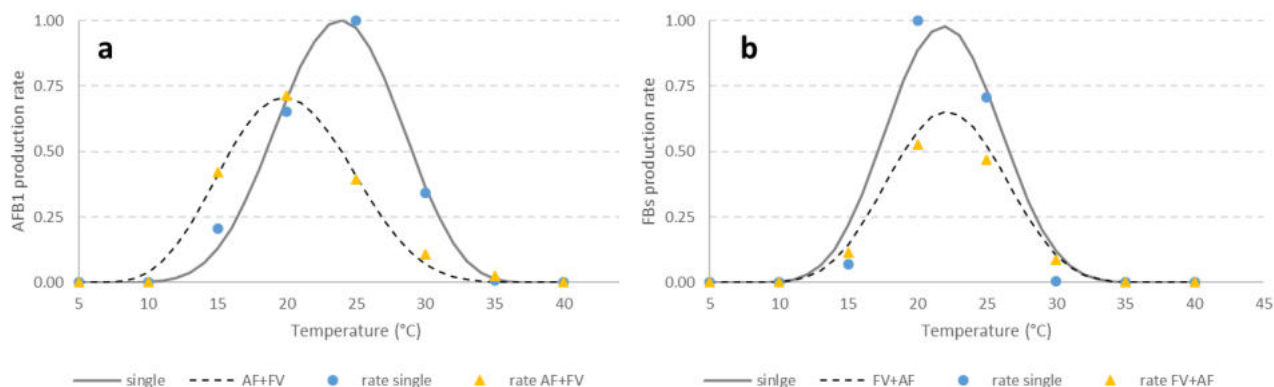 a
AFB1 production rate
1.00
0.75
0.50
0.25
0.00
5 10 15 20 25 30 35 40
Temperature (°C)
single AF+FV rate single rate AF+FV
b
FBs production rate
1.00
0.75
0.50
0.25
0.00
5 10 15 20 25 30 35 40 45
Temperature (°C)
sinlge FV+AF rate single rate FV+AF